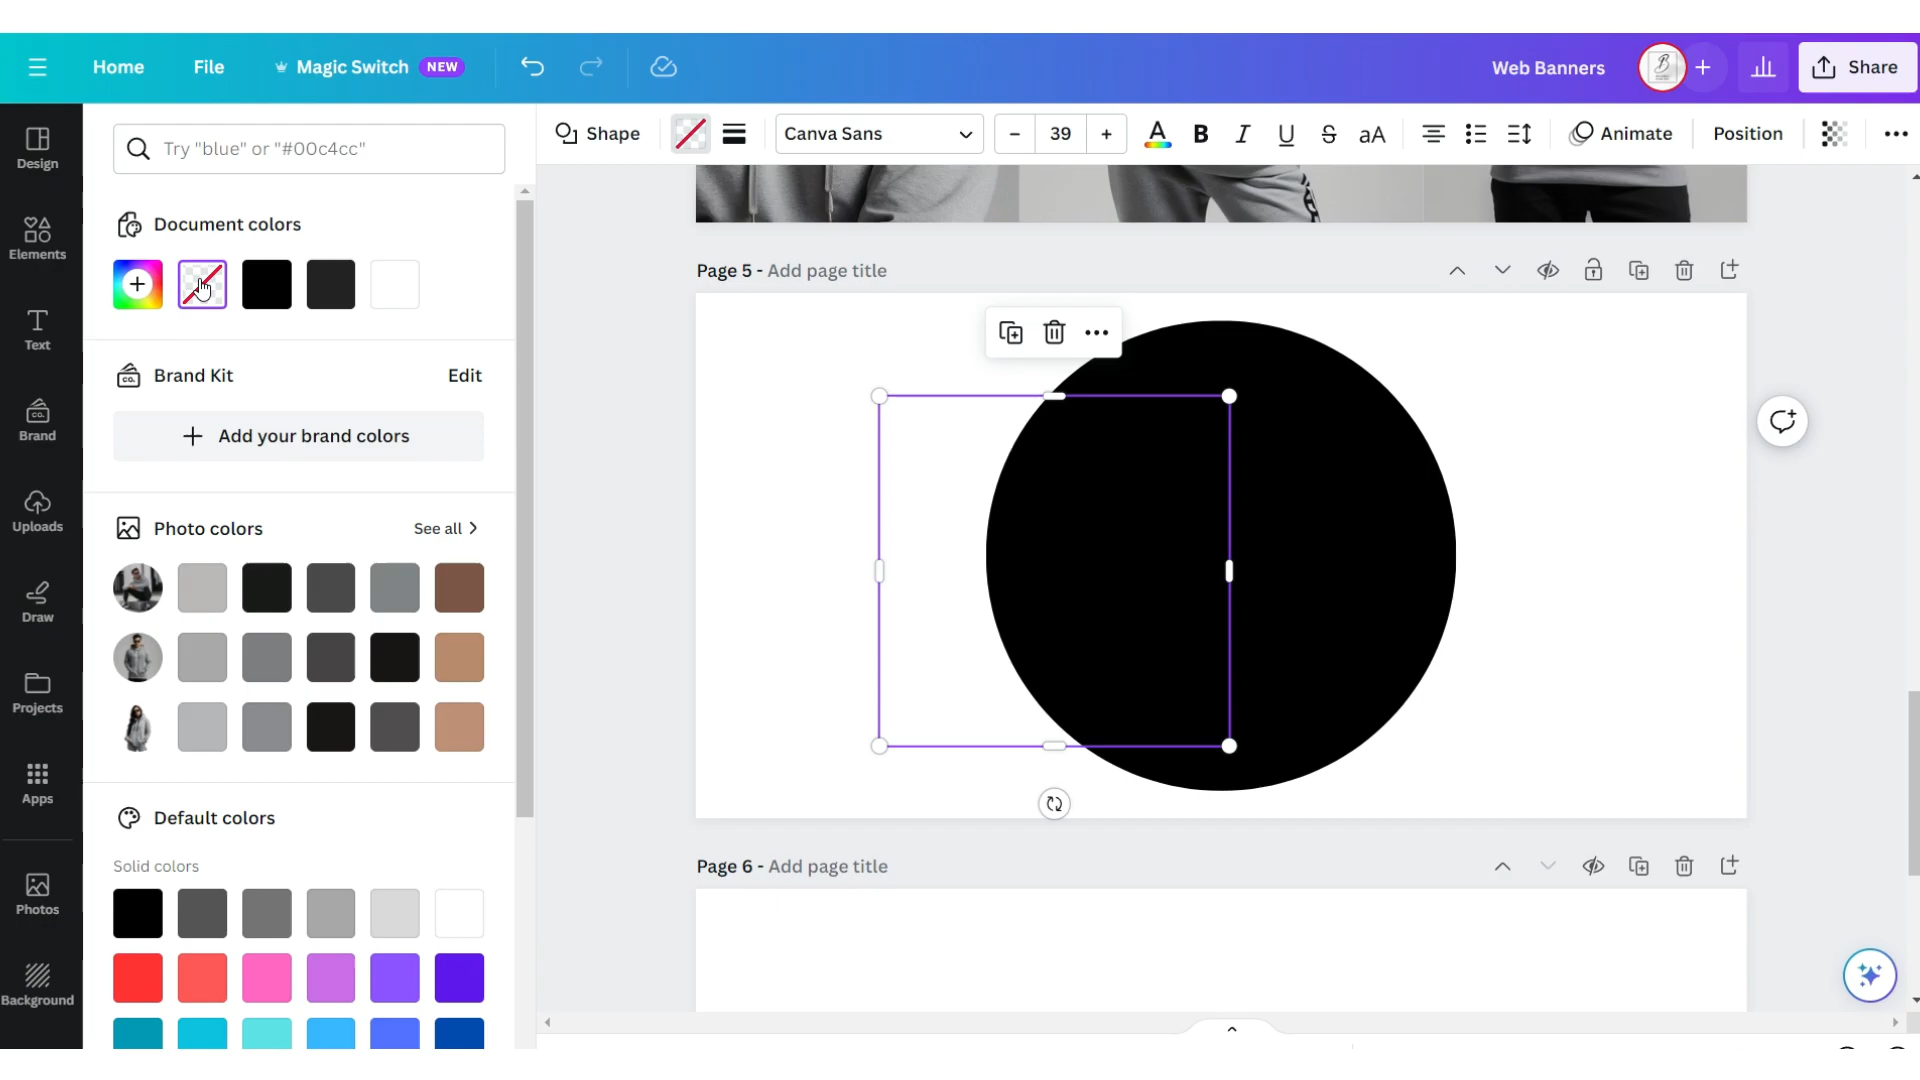 Home File Magic Switch NEW Web Banners Share
Design
Elements
Text
Brand
Uploads
Draw
Projects
Apps
Photos
Background
Try "blue" or "#00c4cc"
Document colors
Brand Kit Edit
Add your brand colors
Photo colors See all
Default colors
Solid colors
Shape Canva Sans – 39 + A B I U S aA Animate Position
Page 5 - Add page title
Page 6 - Add page title